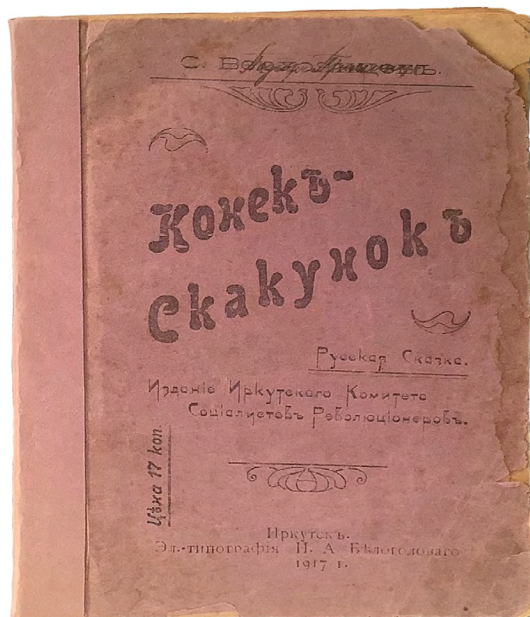 С.
Конекъ-
Скакунокъ
Русская Сказка.
Изданіе Иркутскаго Комитета
Соціалистовъ Революціонеровъ.
Цѣна 17 коп.
Иркутскъ.
Эл.-типографія И. А. Бѣлоголоваго
1917 г.